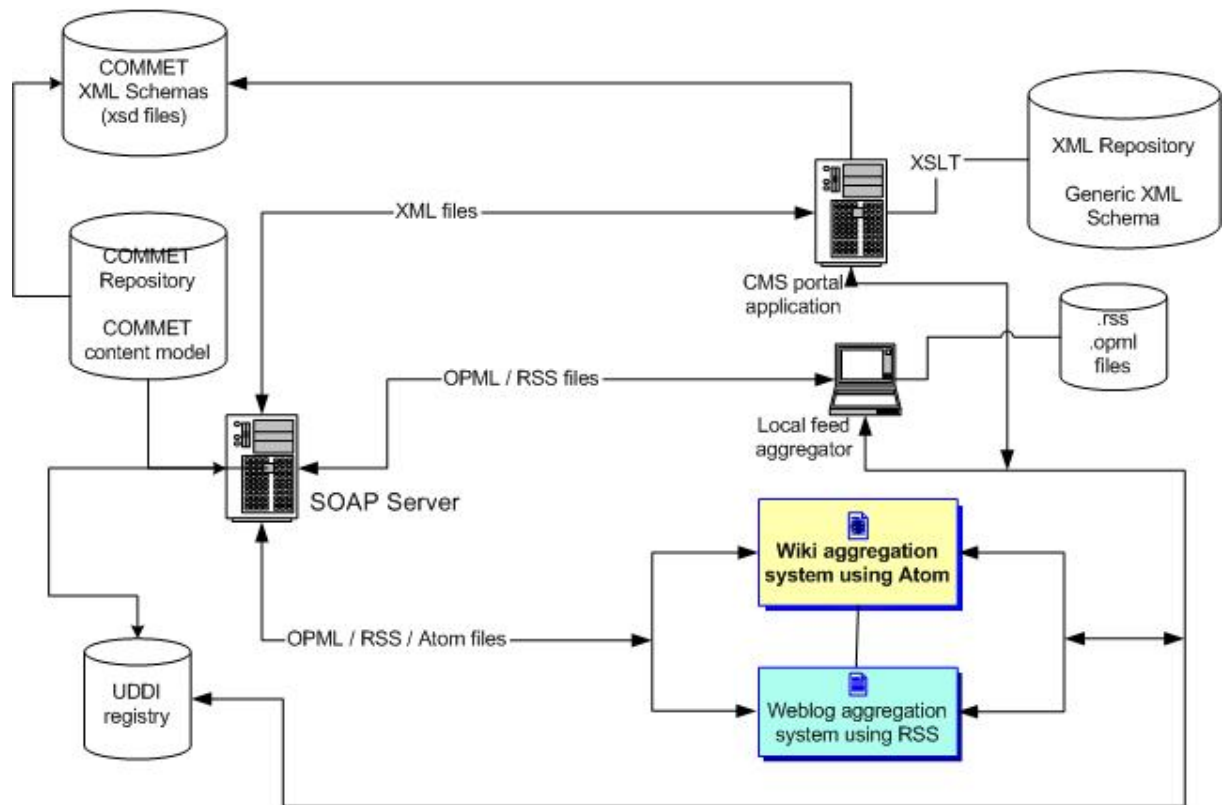 COMMET
XML Schemas
(xsd files)
XML Repository
Generic XML
Schema
XSLT
XML files
COMMET
Repository
COMMET
content model
CMS portal
application
.rss
.opml
files
OPML / RSS files
Local feed
aggregator
SOAP Server
Wiki aggregation
system using Atom
OPML / RSS / Atom files
UDDI
registry
Weblog aggregation
system using RSS